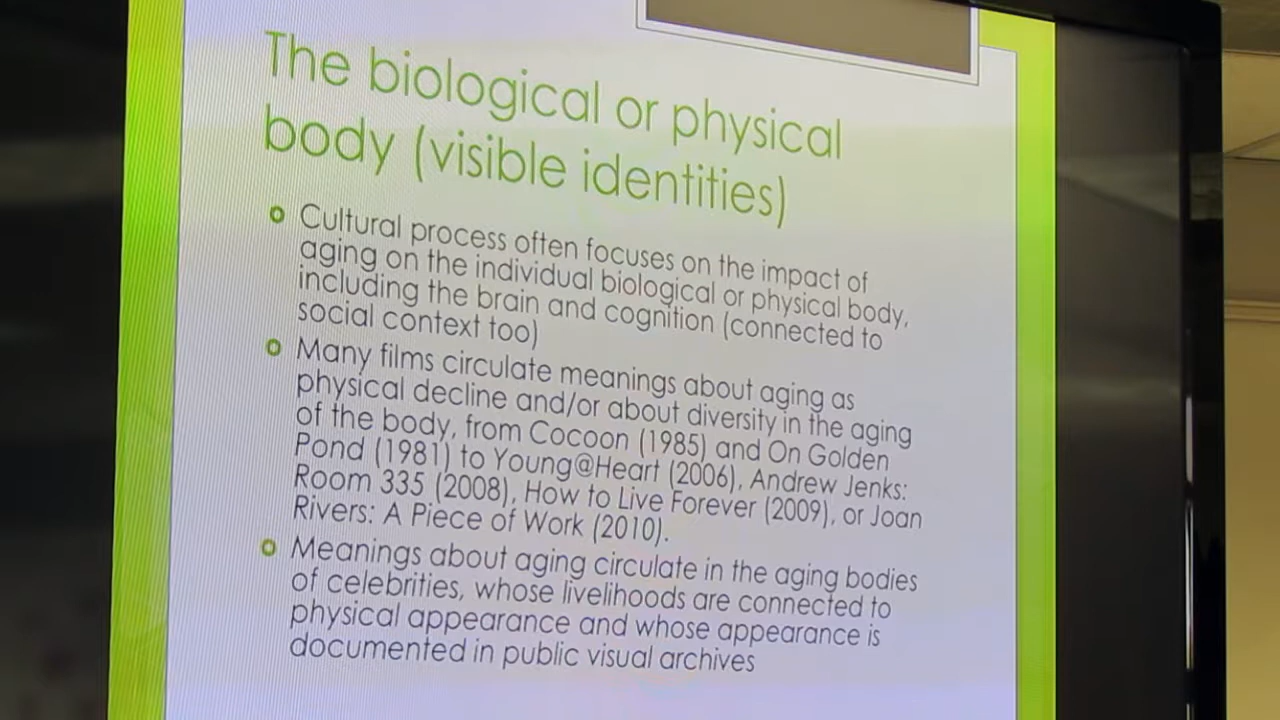 The biological or physical
body (visible identities)
Cultural process often focuses on the impact of
aging on the individual biological or physical body,
including the brain and cognition (connected to
social context too)
Many films circulate meanings about aging as
physical decline and/or about diversity in the aging
of the body, from Cocoon (1985) and On Golden
Pond (1981) to Young@Heart (2006), Andrew Jenks:
Room 335 (2008), How to Live Forever (2009), or Joan
Rivers: A Piece of Work (2010).
Meanings about aging circulate in the aging bodies
of celebrities, whose livelihoods are connected to
physical appearance and whose appearance is
documented in public visual archives